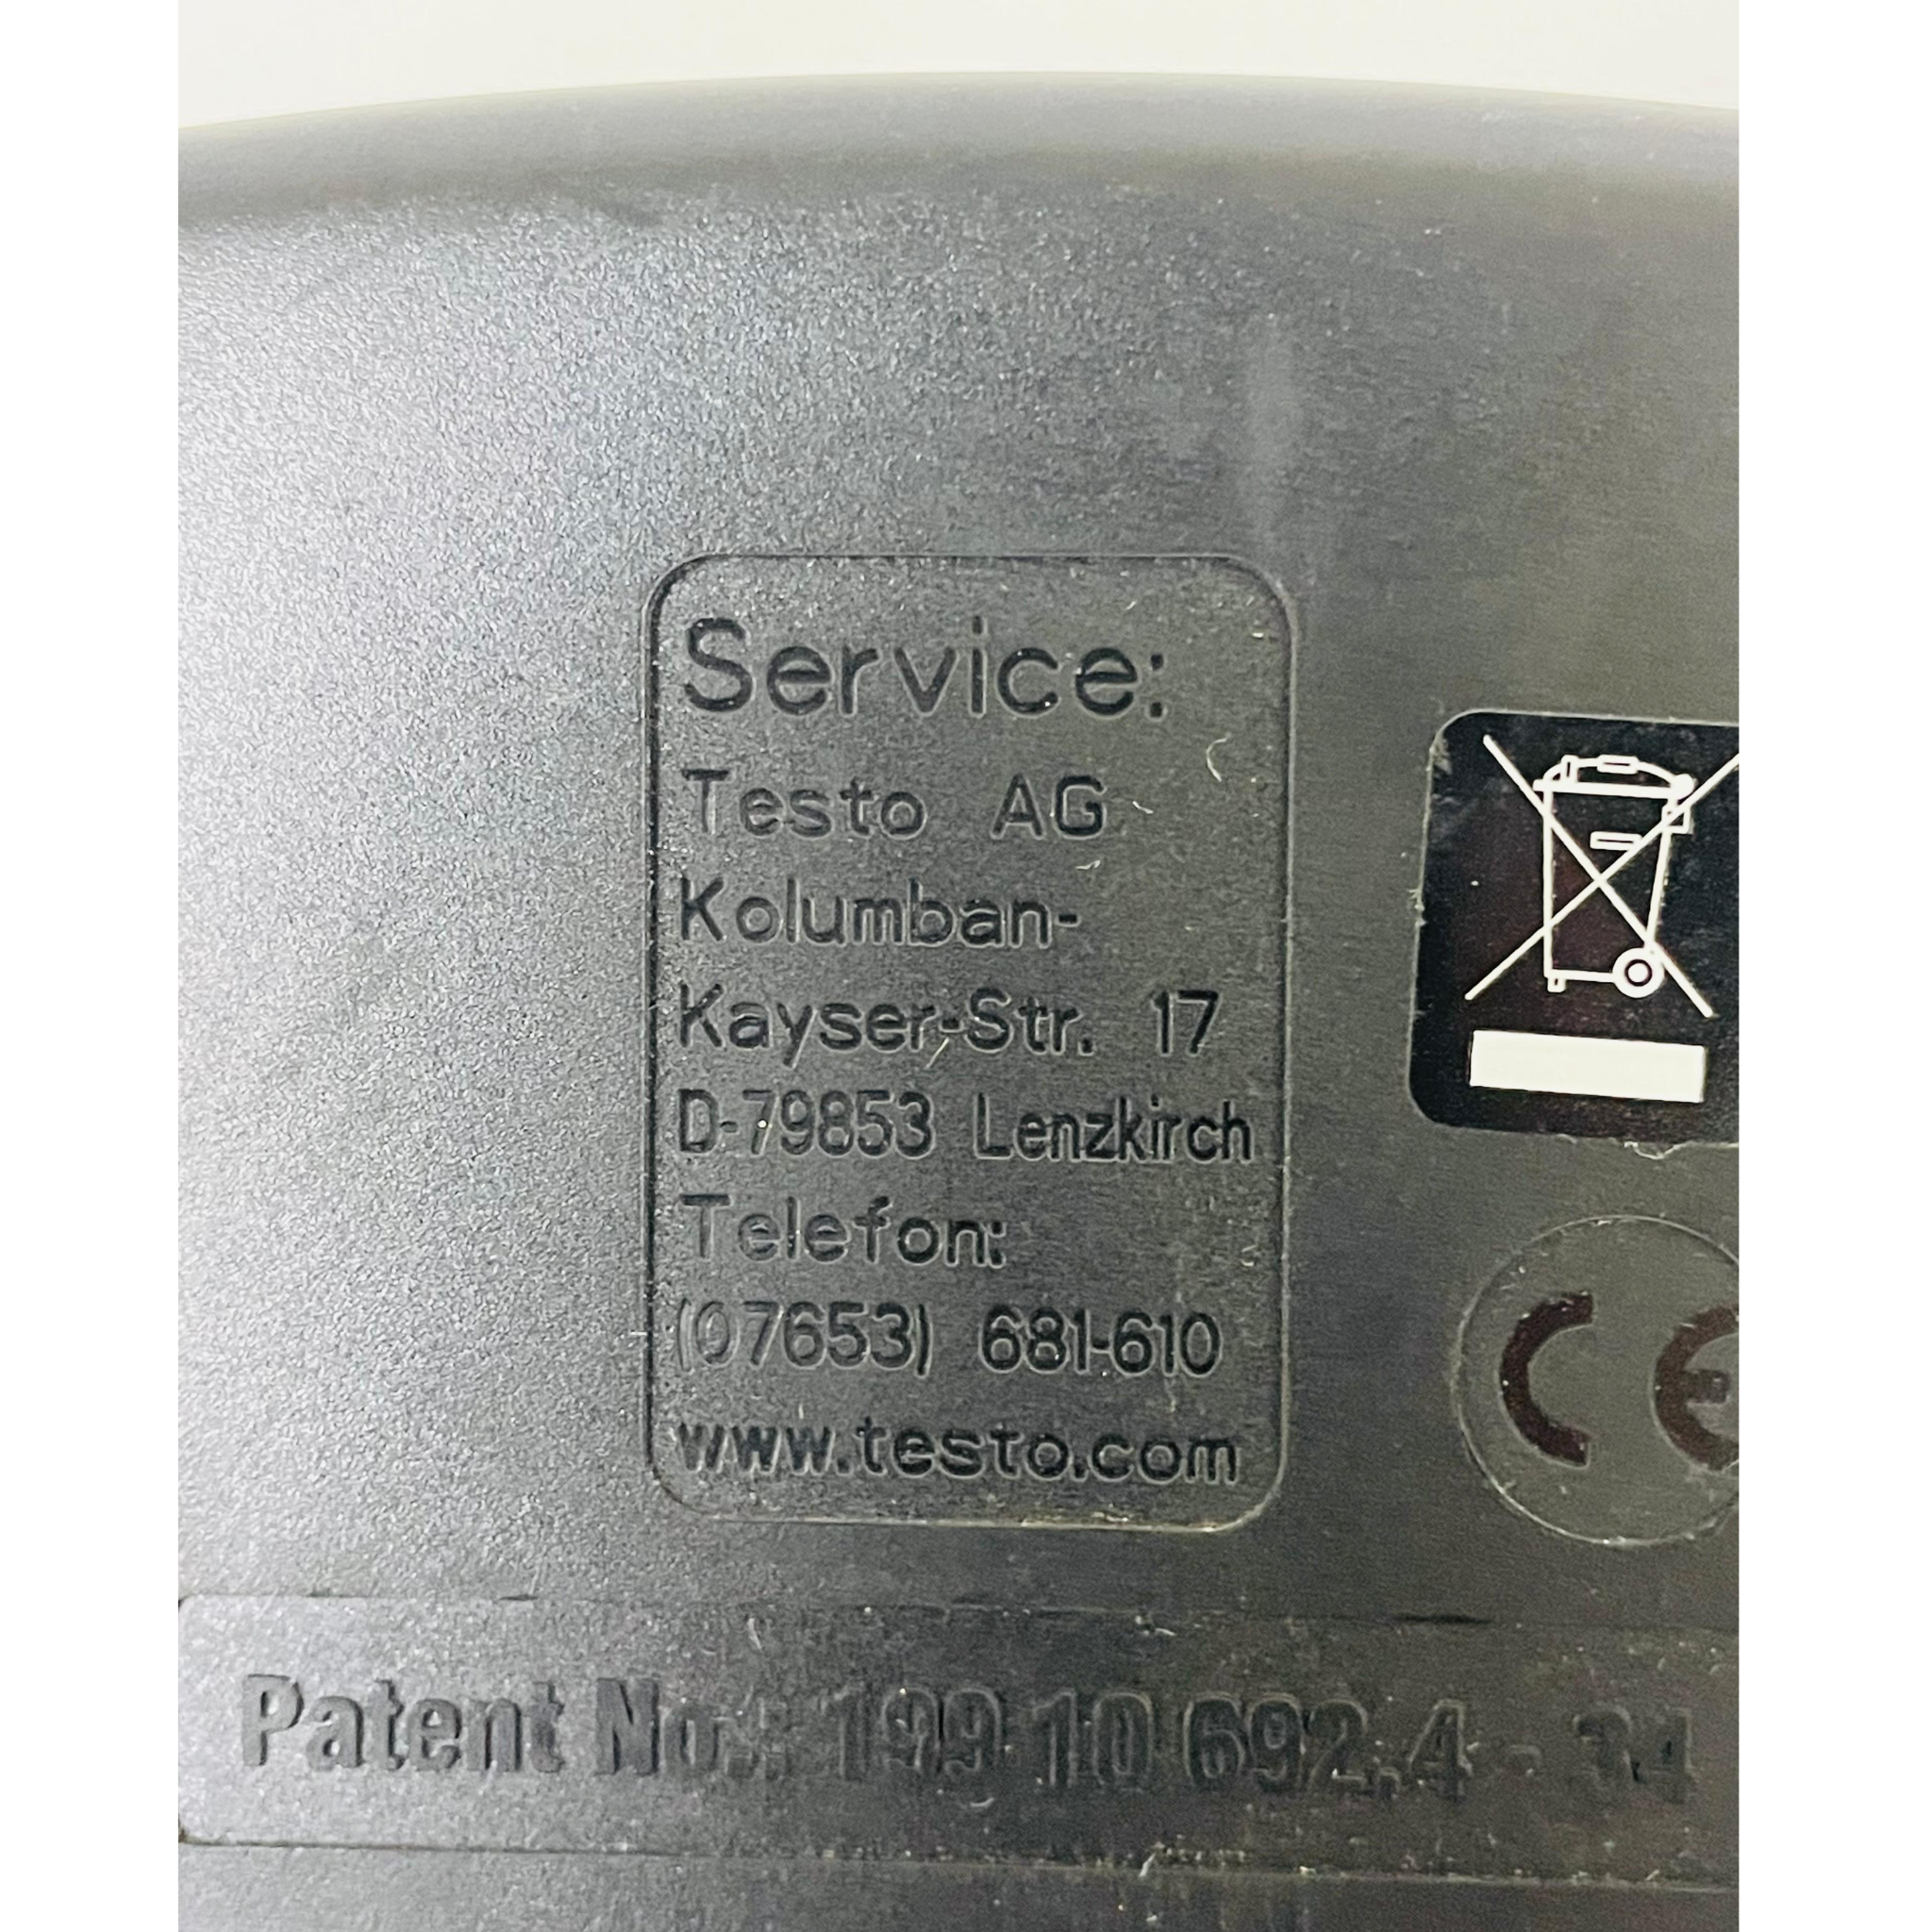 Service:
Testo AG
Kolumban-
Kayser-Str. 17
D-79853 Lenzkirch
Telefon:
(07653) 681-610
www.testo.com
CE
Patent No.: 199 10 692.4 - 34